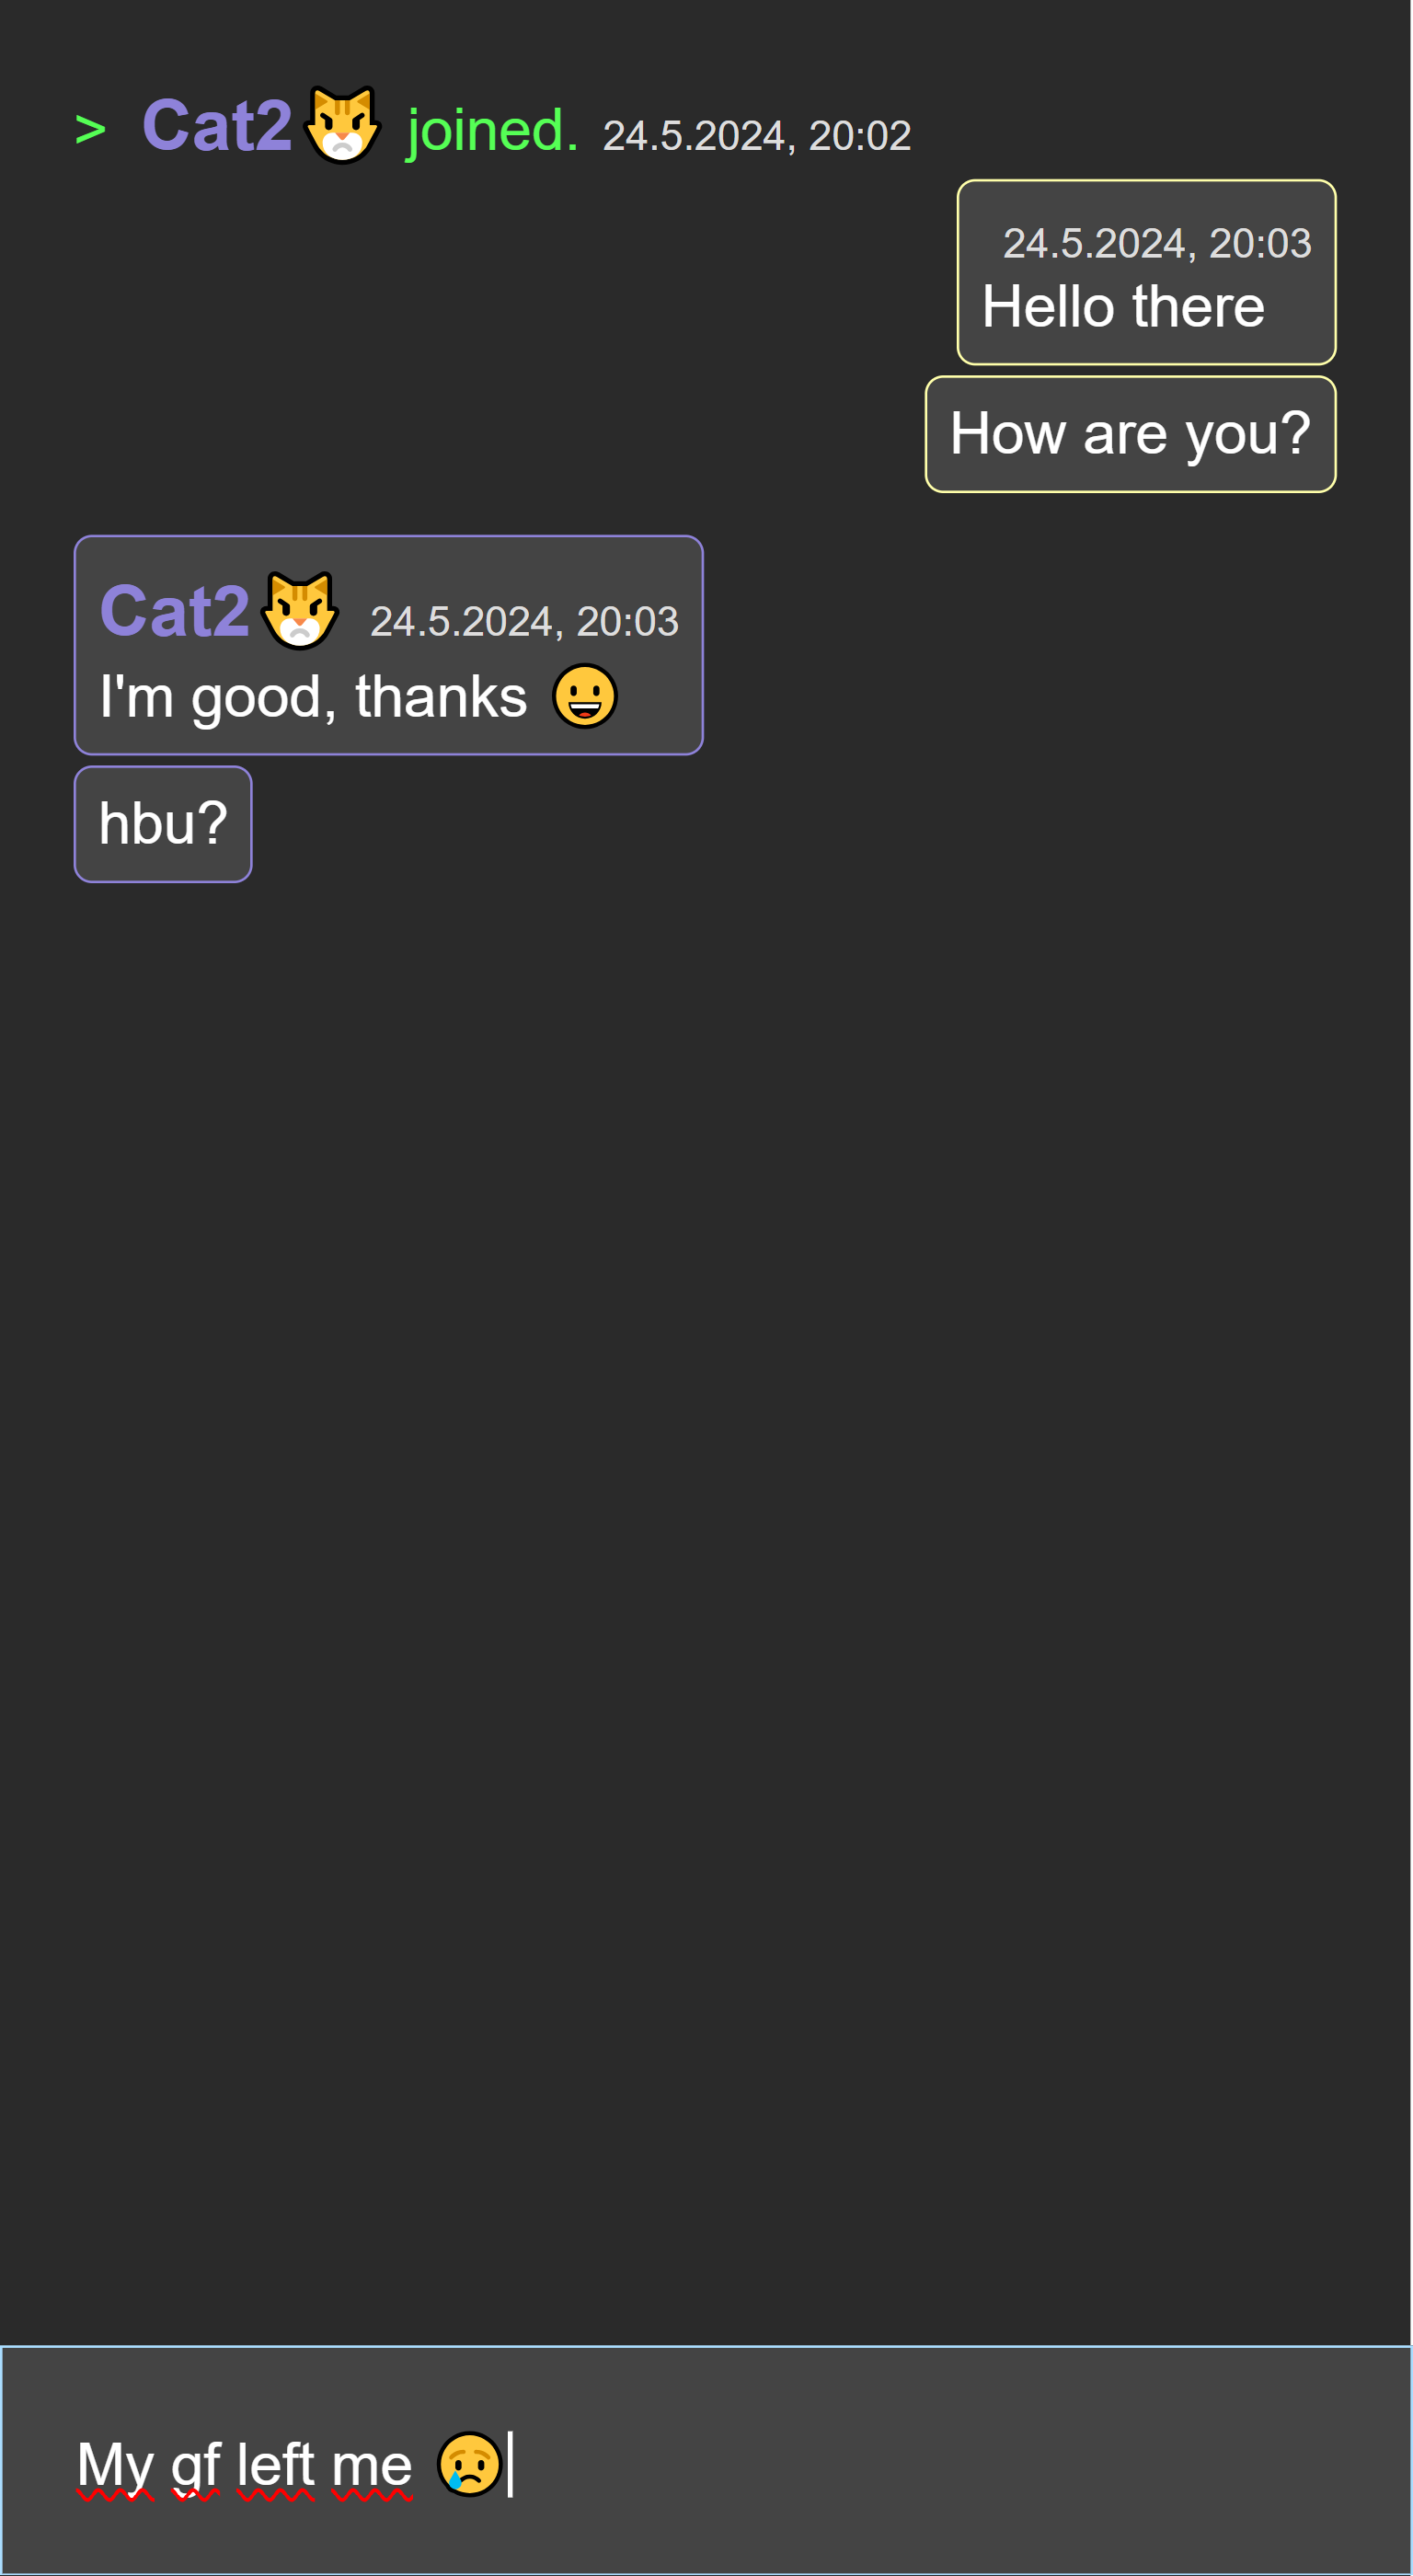 > Cat2😾 joined. 24.5.2024, 20:02
24.5.2024, 20:03
Hello there
How are you?
Cat2😾 24.5.2024, 20:03
I'm good, thanks 😀
hbu?
My gf left me 😢